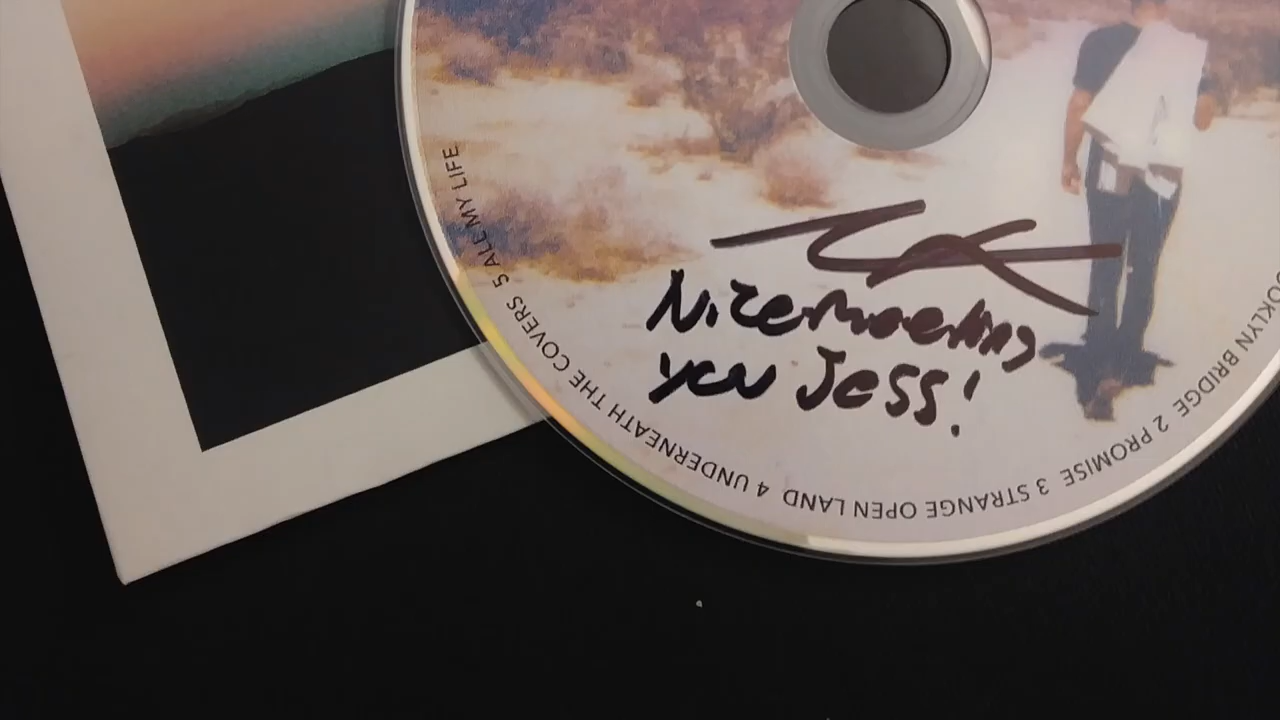 Nice meeting
you Jess!
OOKLYN BRIDGE 2 PROMISE 3 STRANGE OPEN LAND 4 UNDERNEATH THE COVERS 5 ALL MY LIFE